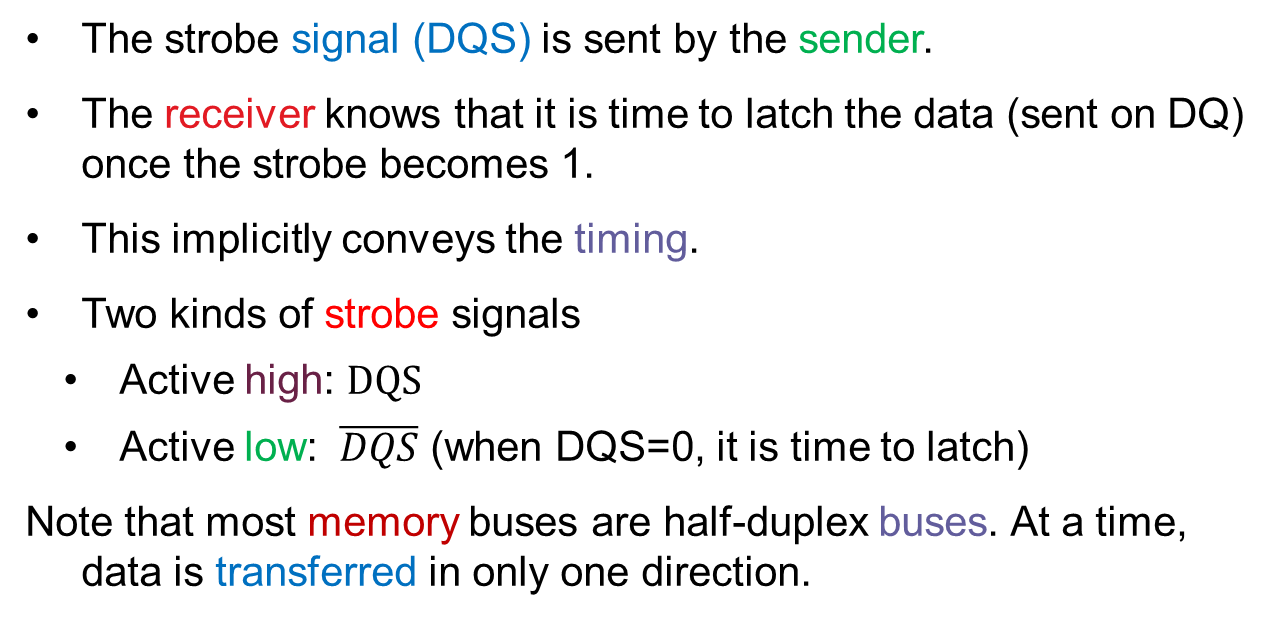 • The strobe signal (DQS) is sent by the sender.
• The receiver knows that it is time to latch the data (sent on DQ)
once the strobe becomes 1.
• This implicitly conveys the timing.
• Two kinds of strobe signals
• Active high: DQS
• Active low: \overline{DQS} (when DQS=0, it is time to latch)
Note that most memory buses are half-duplex buses. At a time,
data is transferred in only one direction.